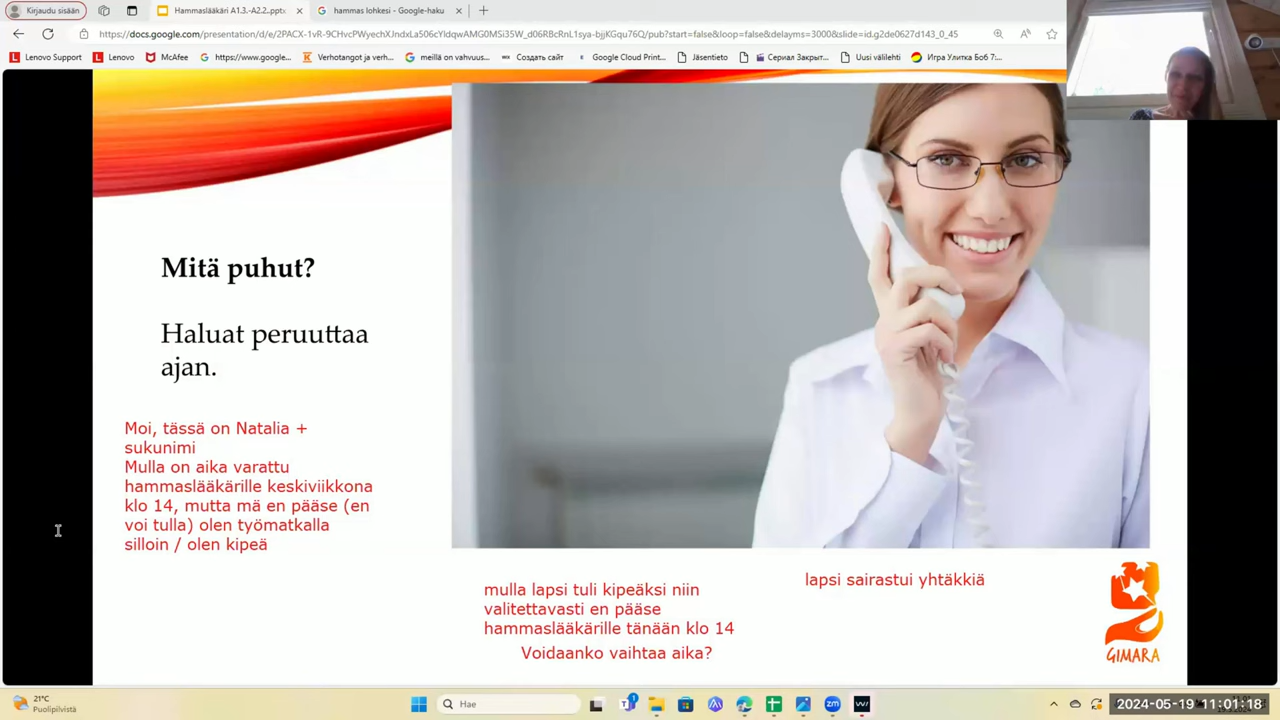 Kirjaudu sisään
Hammaslääkäri A1.3.-A2.2..pptx
hammas lohkesi - Google-haku
https://docs.google.com/presentation/d/e/2PACX-1vR-9CHvcPWyechXJndxLa506cYldqwAMG0MSi35W_d06RBcRnL1sya-bjjKGqu76Q/pub?start=false&loop=false&delayms=3000&slide=id.g2de0627d143_0_45
Lenovo Support
Lenovo
McAfee
https://www.google...
Verhotangot ja verh...
meillä on vahvuus...
Создать сайт
Google Cloud Print...
Jäsentieto
Сериал Закрыт...
Uusi välilehti
Игра Улитка Боб 7:...
Mitä puhut?
Haluat peruuttaa
ajan.
Moi, tässä on Natalia +
sukunimi
Mulla on aika varattu
hammaslääkärille keskiviikkona
klo 14, mutta mä en pääse (en
voi tulla) olen työmatkalla
silloin / olen kipeä
mulla lapsi tuli kipeäksi niin
valitettavasti en pääse
hammaslääkärille tänään klo 14
Voidaanko vaihtaa aika?
lapsi sairastui yhtäkkiä
GIMARA
21°C
Puolipilvistä
Hae
2024-05-19 11:01:18